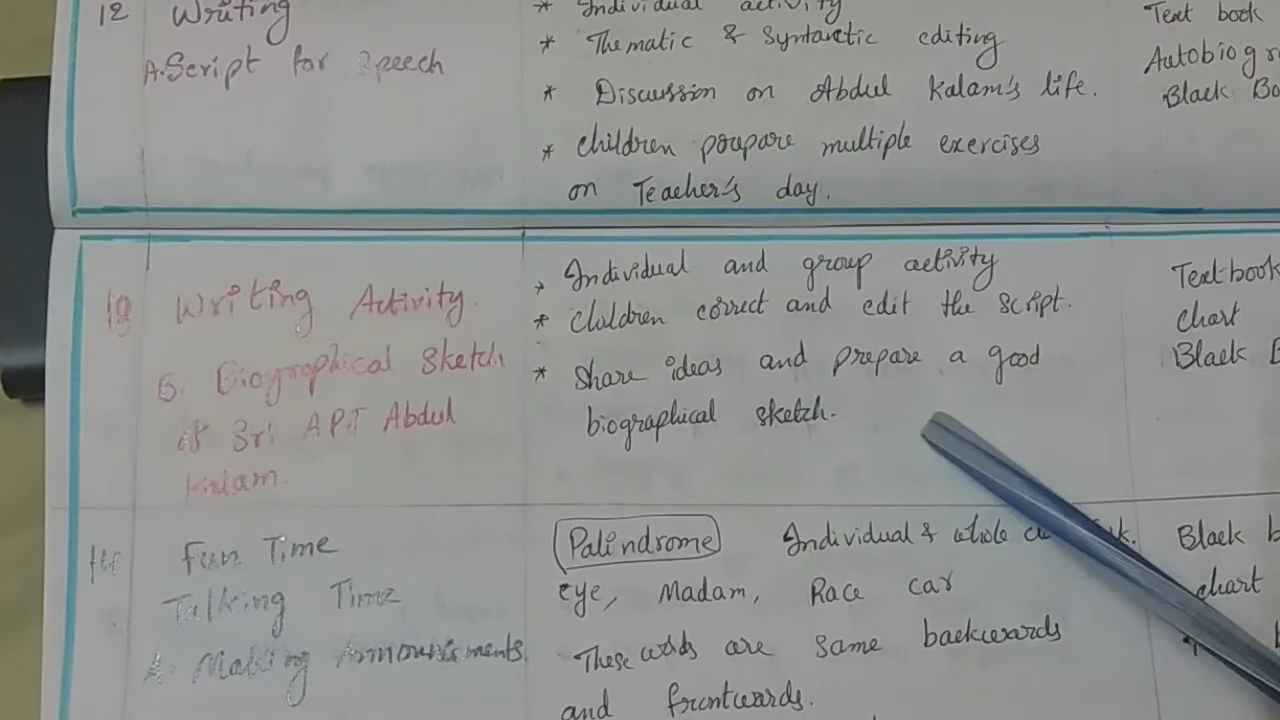 12 Writing
A. Script for Speech
* Individual activity
* Thematic & Syntactic editing
* Discussion on Abdul Kalam's life.
* children prepare multiple exercises
on Teacher's day.
Text book
Black
Writing Activity.
Biographical Sketch
of Sri APJ Abdul
Kalam
* Individual and group activity
* children correct and edit the script.
* Share ideas and prepare a good
biographical sketch.
Textbook
chart
Black
Fun Time
Talking Time
A. Making Announcements.
Palindrome Individual & whole
eye, Madam, Race car
These words are same backwards
and frontwards.
Black
chart